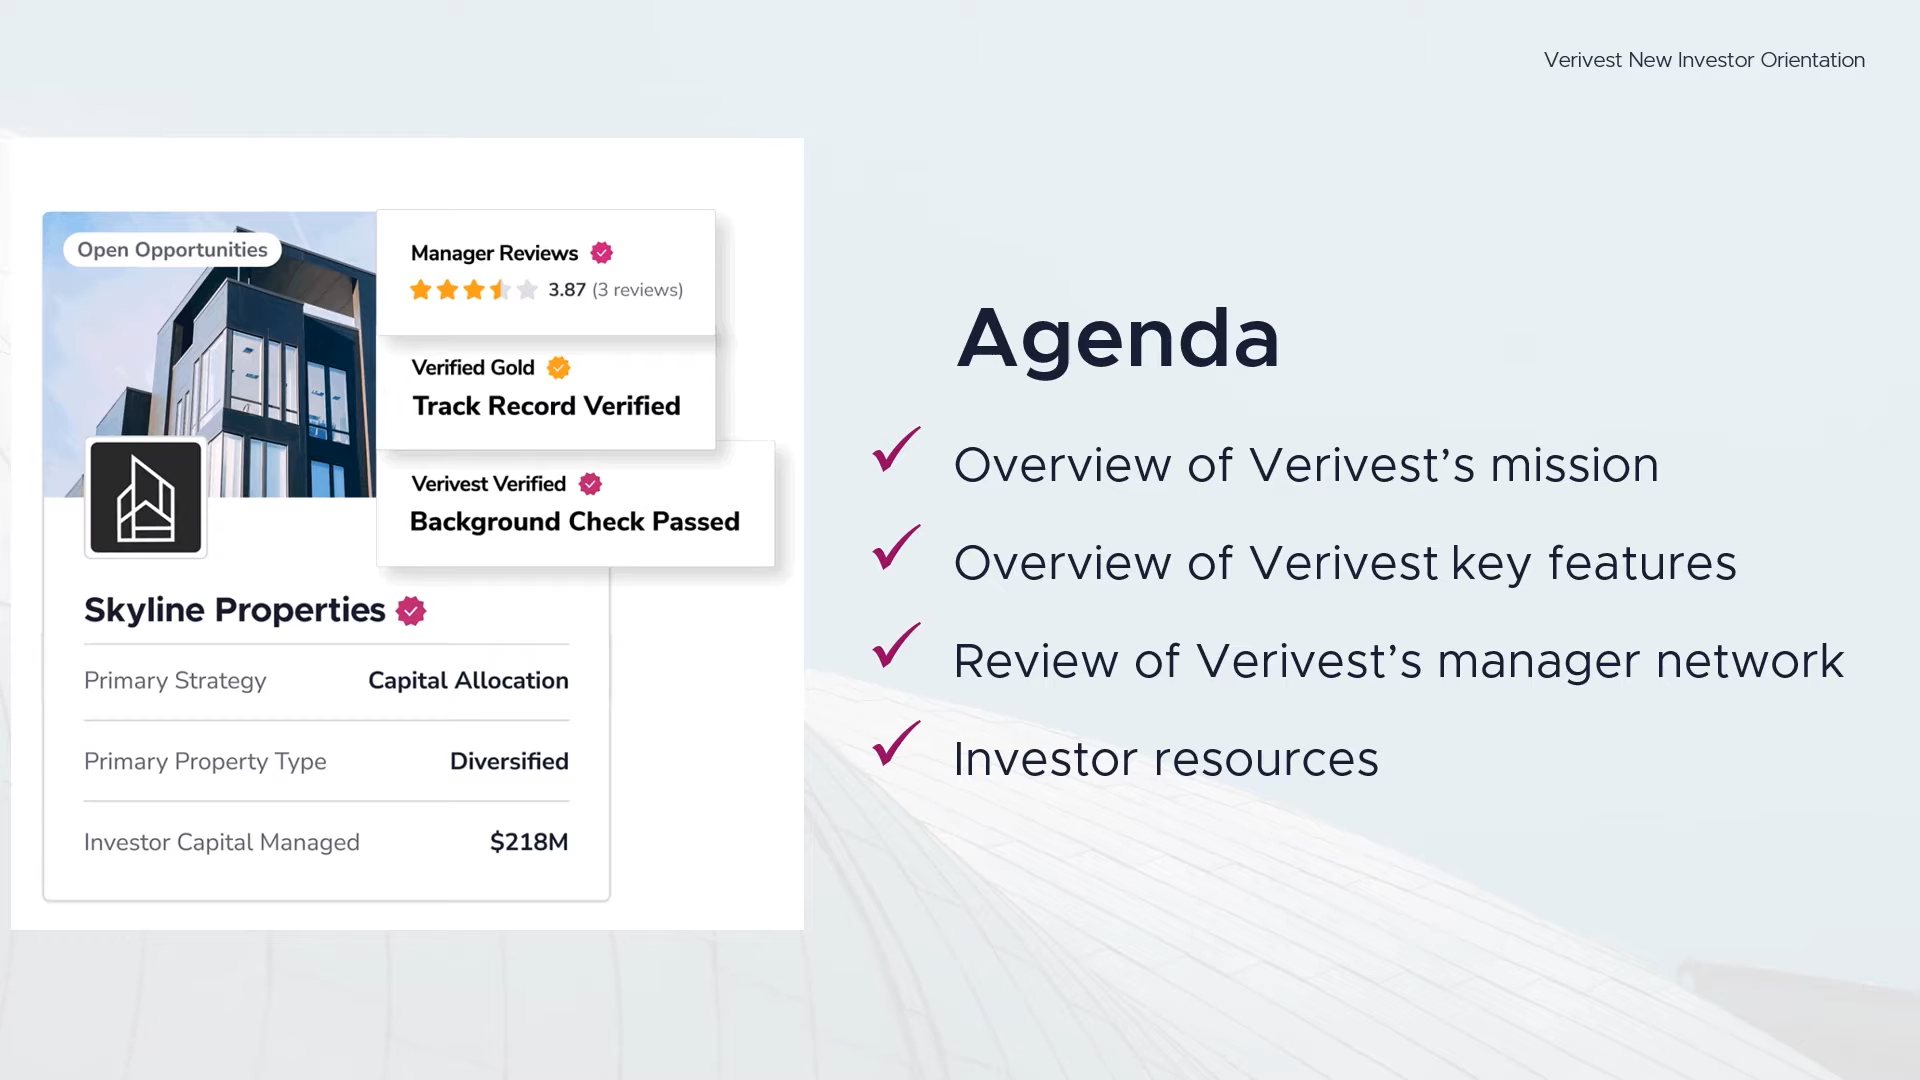 Verivest New Investor Orientation
Open Opportunities
Manager Reviews
3.87 (3 reviews)
Verified Gold
Track Record Verified
Verivest Verified
Background Check Passed
Skyline Properties
Primary Strategy Capital Allocation
Primary Property Type Diversified
Investor Capital Managed $218M
Agenda
Overview of Verivest’s mission
Overview of Verivest key features
Review of Verivest’s manager network
Investor resources